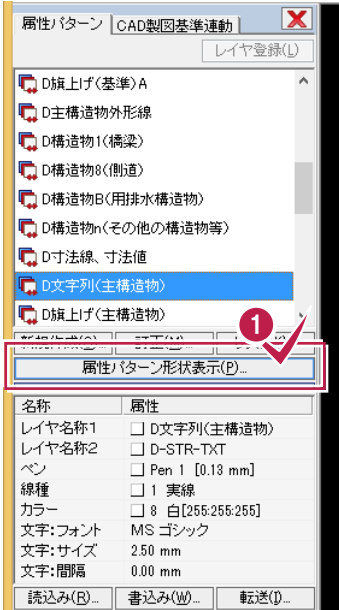 属性パターン CAD製図基準連動
レイヤ登録(L)
D旗上げ(基準)A
D主構造物外形線
D構造物1(橋梁)
D構造物8(側道)
D構造物B(用排水構造物)
D構造物n(その他の構造物等)
D寸法線、寸法値
D文字列(主構造物)
D旗上げ(主構造物)
1
属性パターン形状表示(P)...
名称 属性
レイヤ名称1 D文字列(主構造物)
レイヤ名称2 D-STR-TXT
ペン Pen 1 [0.13 mm]
線種 1 実線
カラー 8 白[255:255:255]
文字:フォント MS ゴシック
文字:サイズ 2.50 mm
文字:間隔 0.00 mm
読込み(R)... 書込み(W)... 転送(I)...